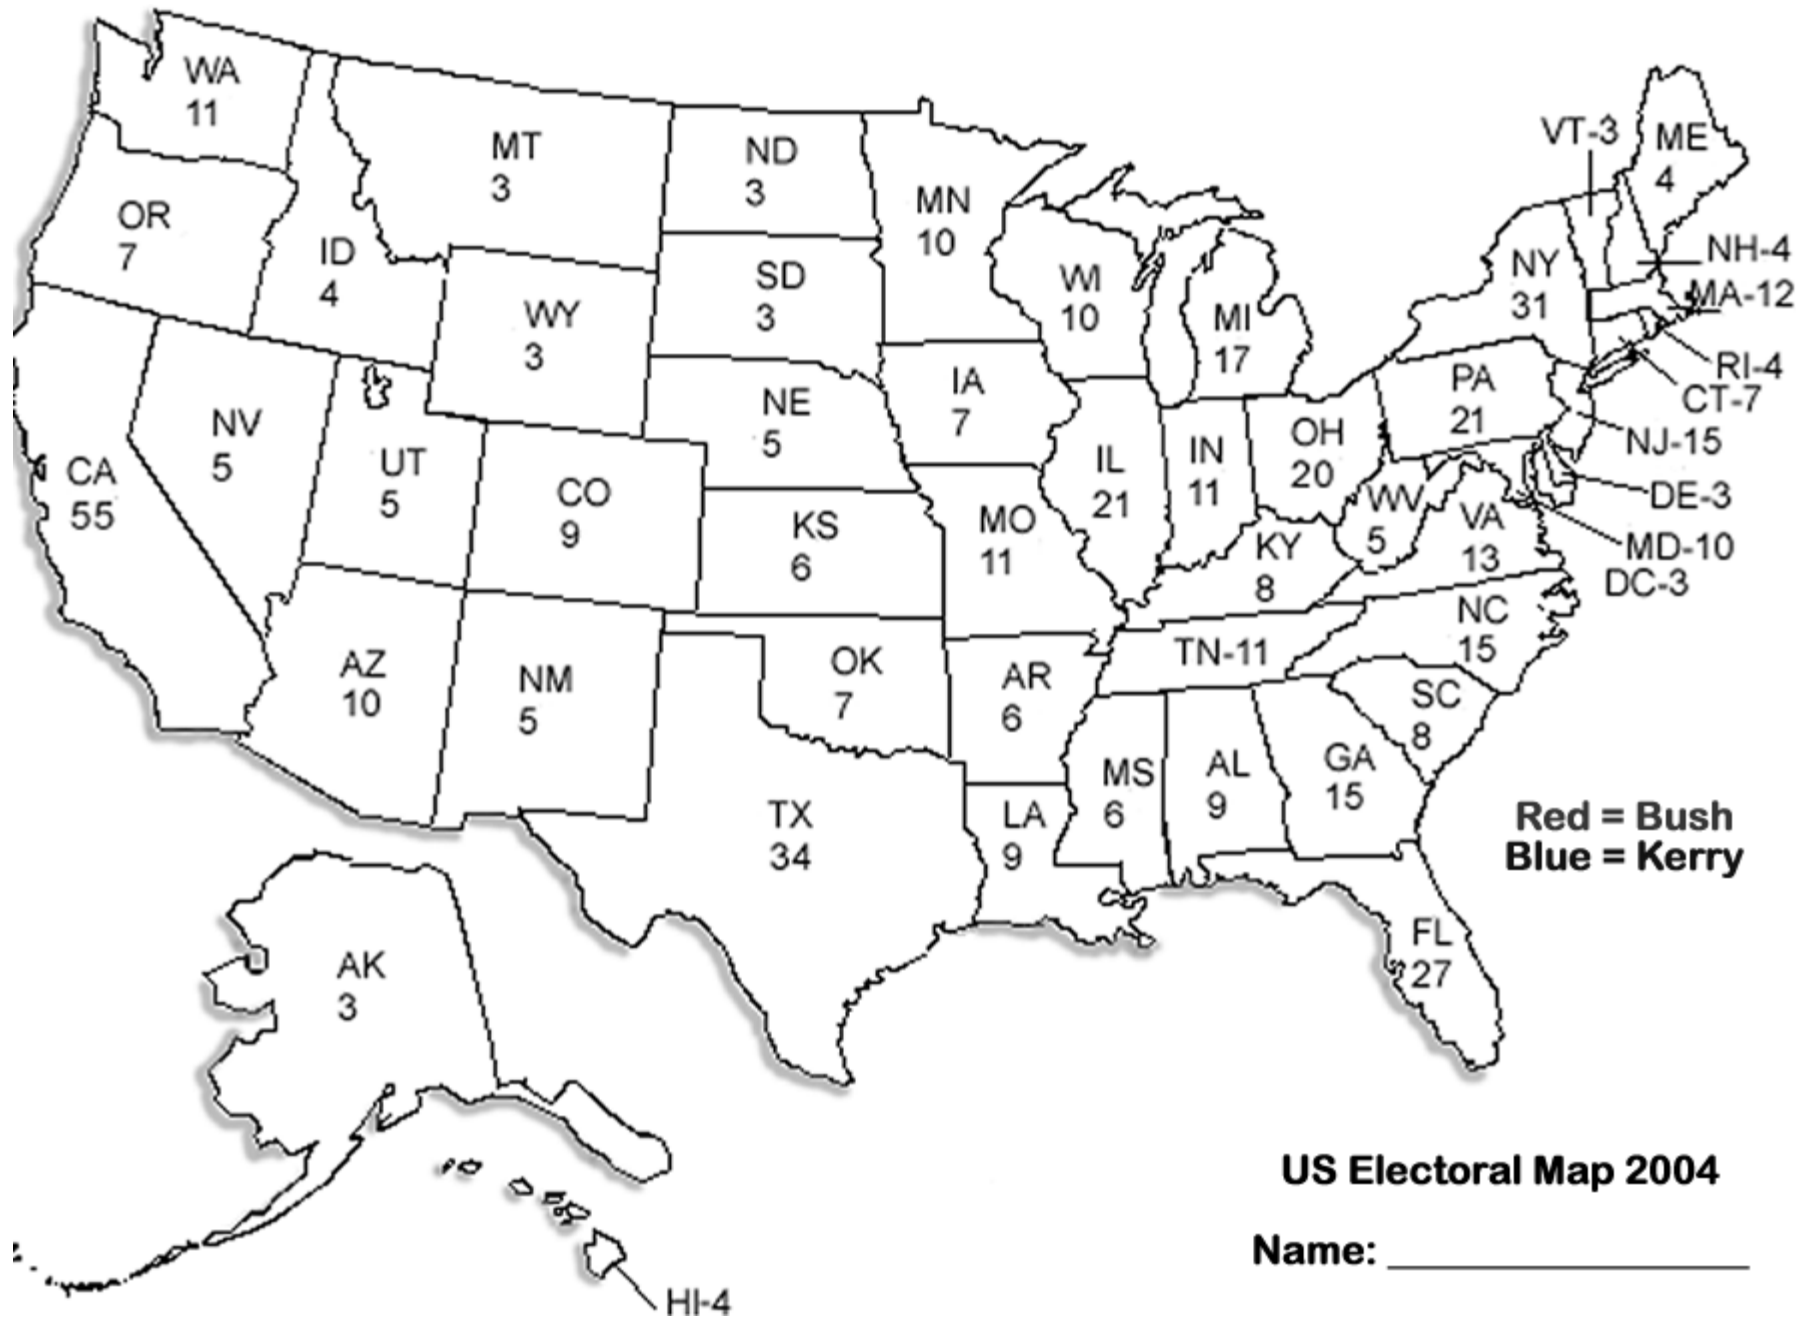 WA
11
MT
3
ND
3
MN
10
VT-3
ME
4
OR
7
ID
4
WY
3
SD
3
WI
10
MI
17
NY
31
NH-4
MA-12
RI-4
CT-7
NJ-15
DE-3
MD-10
DC-3
CA
55
NV
5
UT
5
CO
9
NE
5
KS
6
IA
7
MO
11
IL
21
IN
11
OH
20
PA
21
WV
5
VA
13
KY
8
NC
15
TN-11
SC
8
AZ
10
NM
5
OK
7
AR
6
TX
34
LA
9
MS
6
AL
9
GA
15
FL
27
Red = Bush
Blue = Kerry
AK
3
HI-4
US Electoral Map 2004
Name: ____________________